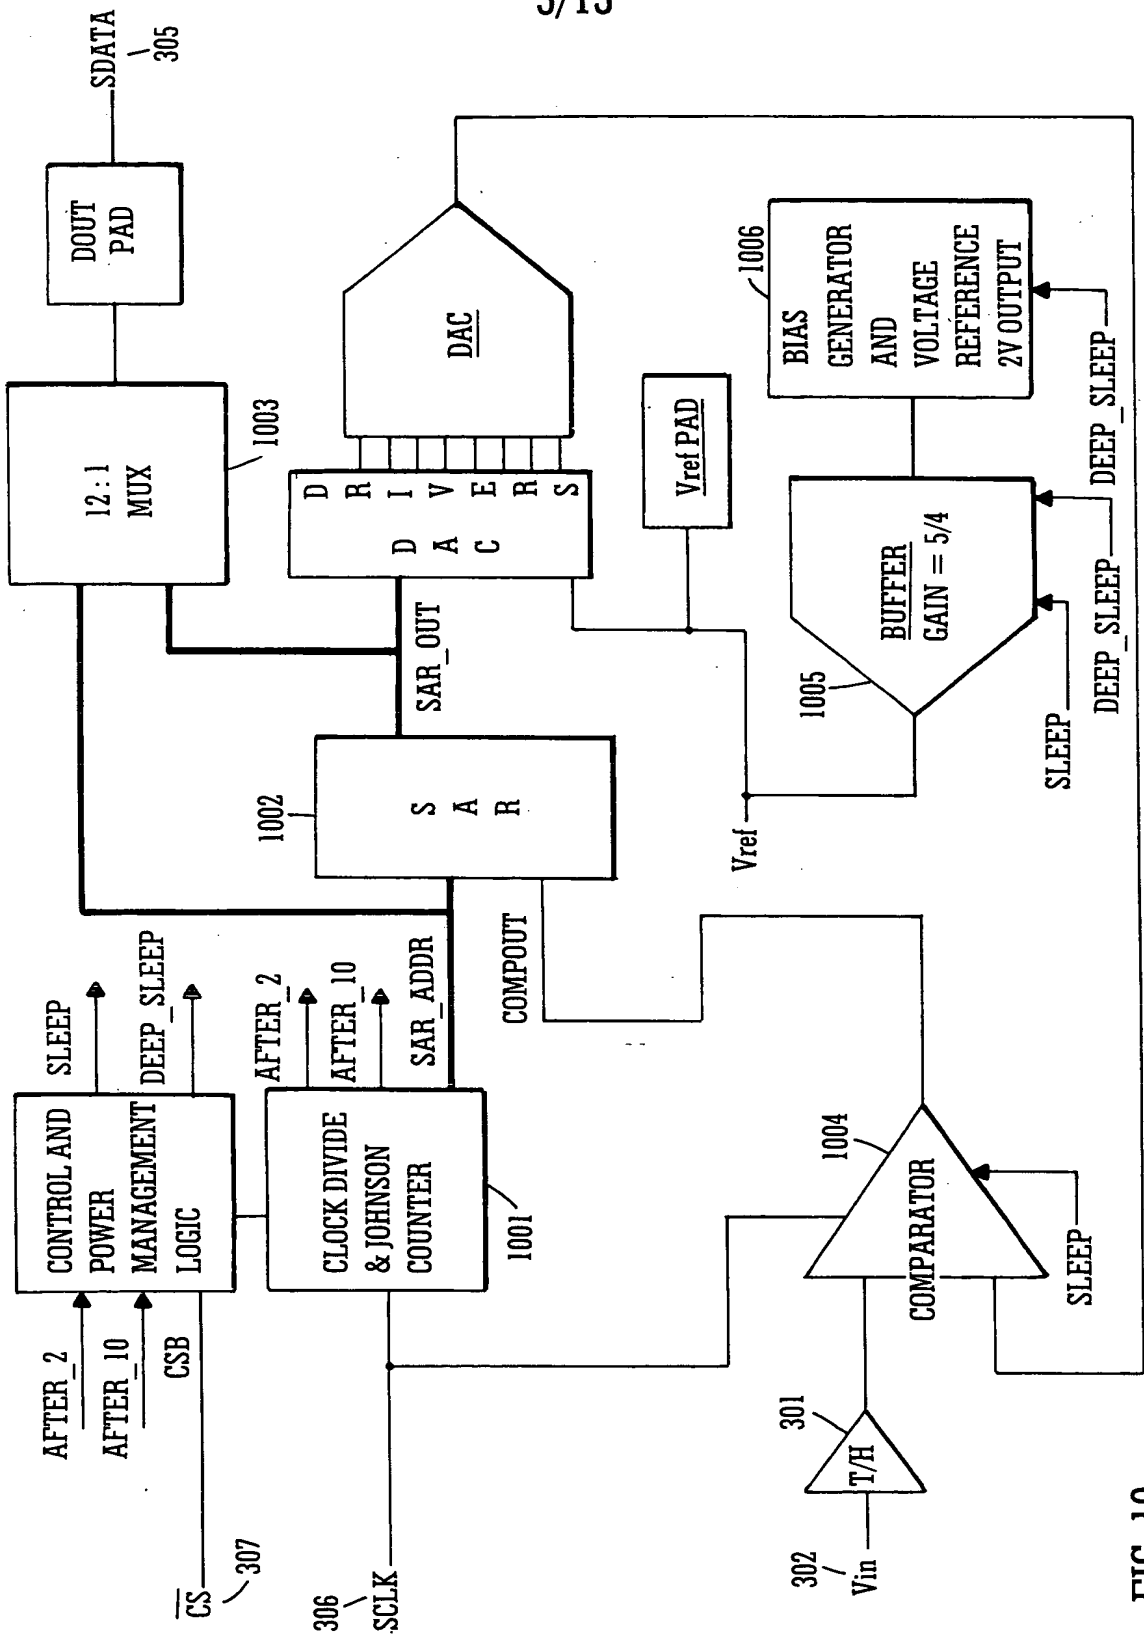 5/13
AFTER_2
AFTER_10
CSB
CS
307
CONTROL AND
POWER
MANAGEMENT
LOGIC
SLEEP
DEEP_SLEEP
12:1
MUX
1003
DOUT
PAD
SDATA
305
306
SCLK
CLOCK DIVIDE
& JOHNSON
COUNTER
1001
AFTER_2
AFTER_10
SAR_ADDR
1002
S
A
R
SAR_OUT
COMPOUT
D
A
C
D
R
I
V
E
R
S
DAC
Vref PAD
Vref
302
Vin
301
T/H
COMPARATOR
1004
SLEEP
1005
BUFFER
GAIN = 5/4
SLEEP
DEEP_SLEEP
1006
BIAS
GENERATOR
AND
VOLTAGE
REFERENCE
2V OUTPUT
DEEP_SLEEP
FIG. 10